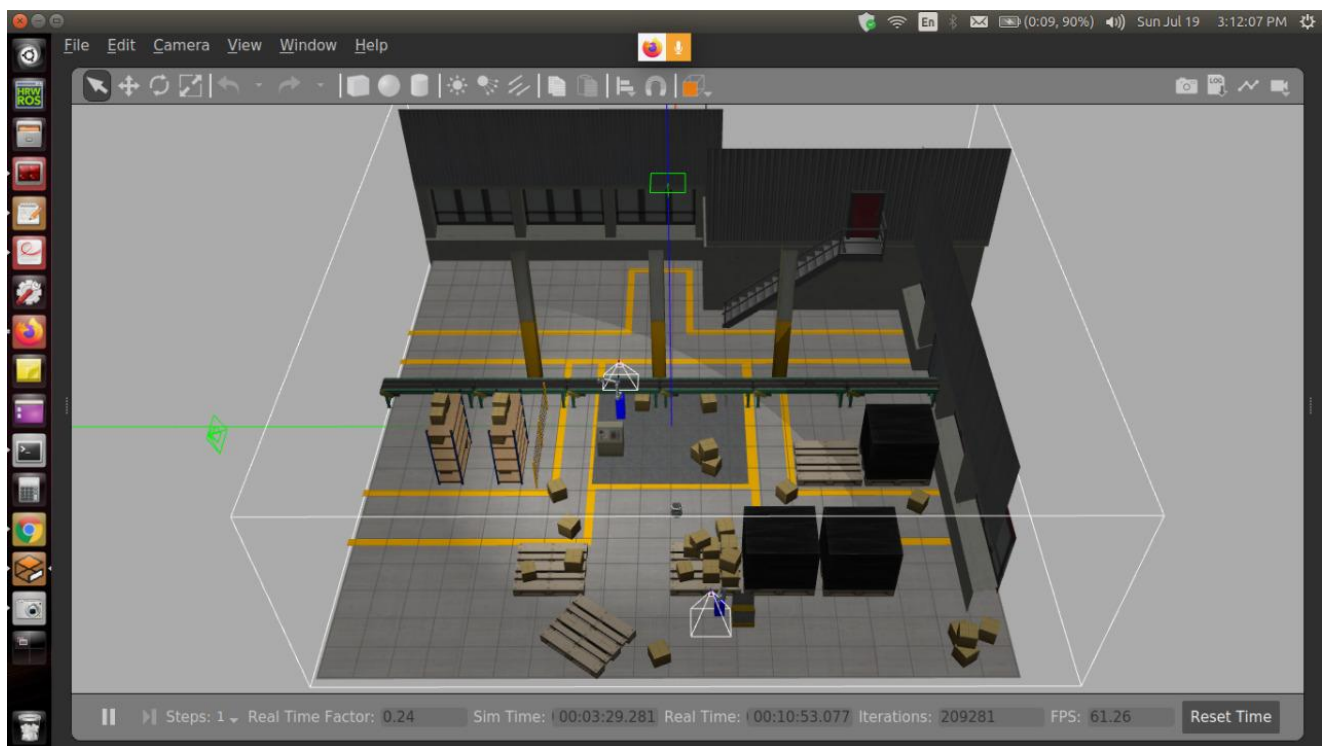 En (0:09, 90%) Sun Jul 19 3:12:07 PM
File Edit Camera View Window Help
HRW
ROS
LOG
Steps: 1 Real Time Factor: 0.24 Sim Time: 00:03:29.281 Real Time: 00:10:53.077 Iterations: 209281 FPS: 61.26 Reset Time